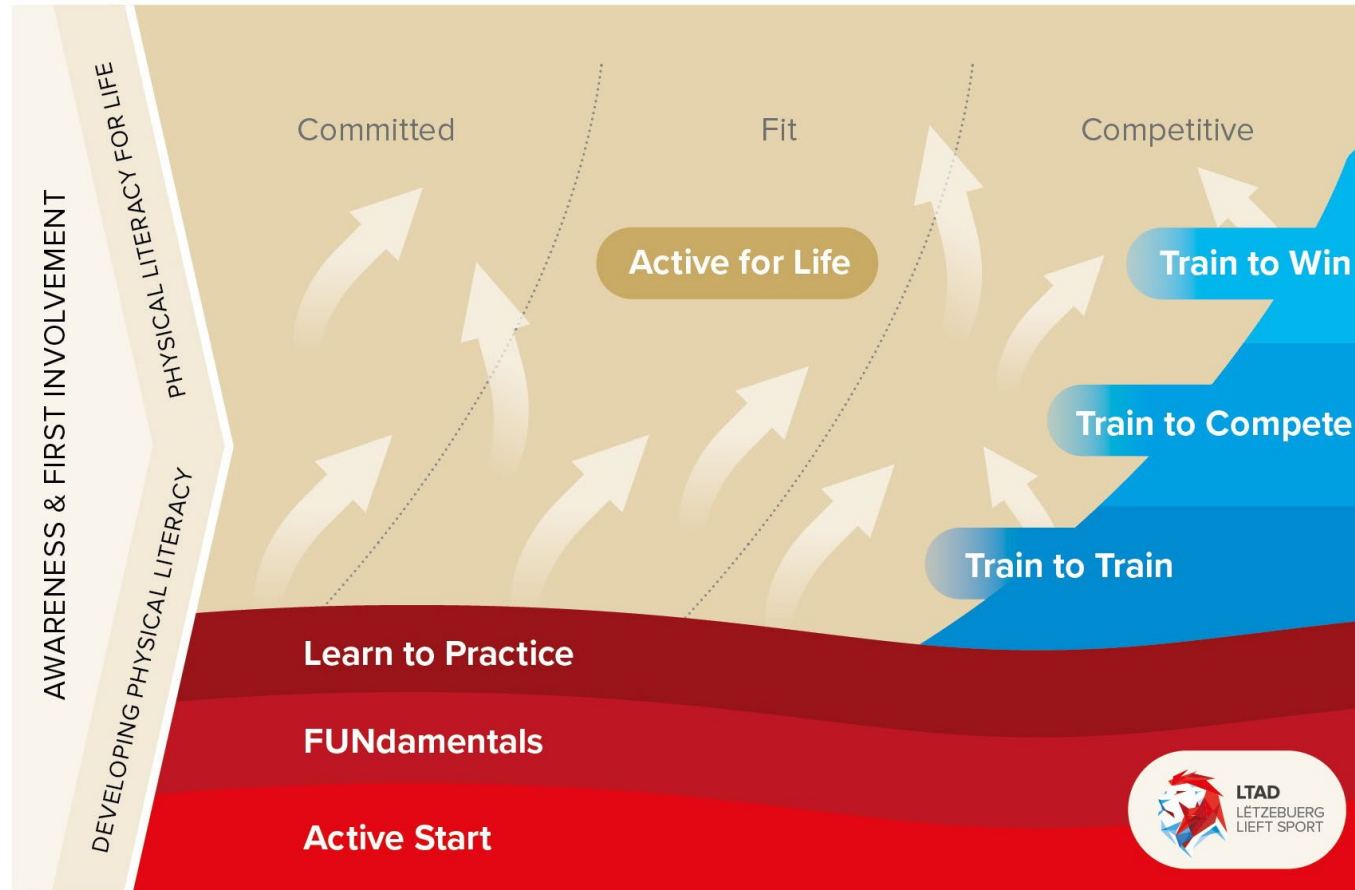 AWARENESS & FIRST INVOLVEMENT
PHYSICAL LITERACY FOR LIFE
DEVELOPING PHYSICAL LITERACY
Committed
Fit
Competitive
Active for Life
Train to Win
Train to Compete
Train to Train
Learn to Practice
FUNdamentals
Active Start
LTAD
LËTZEBUERG
LIEFT SPORT